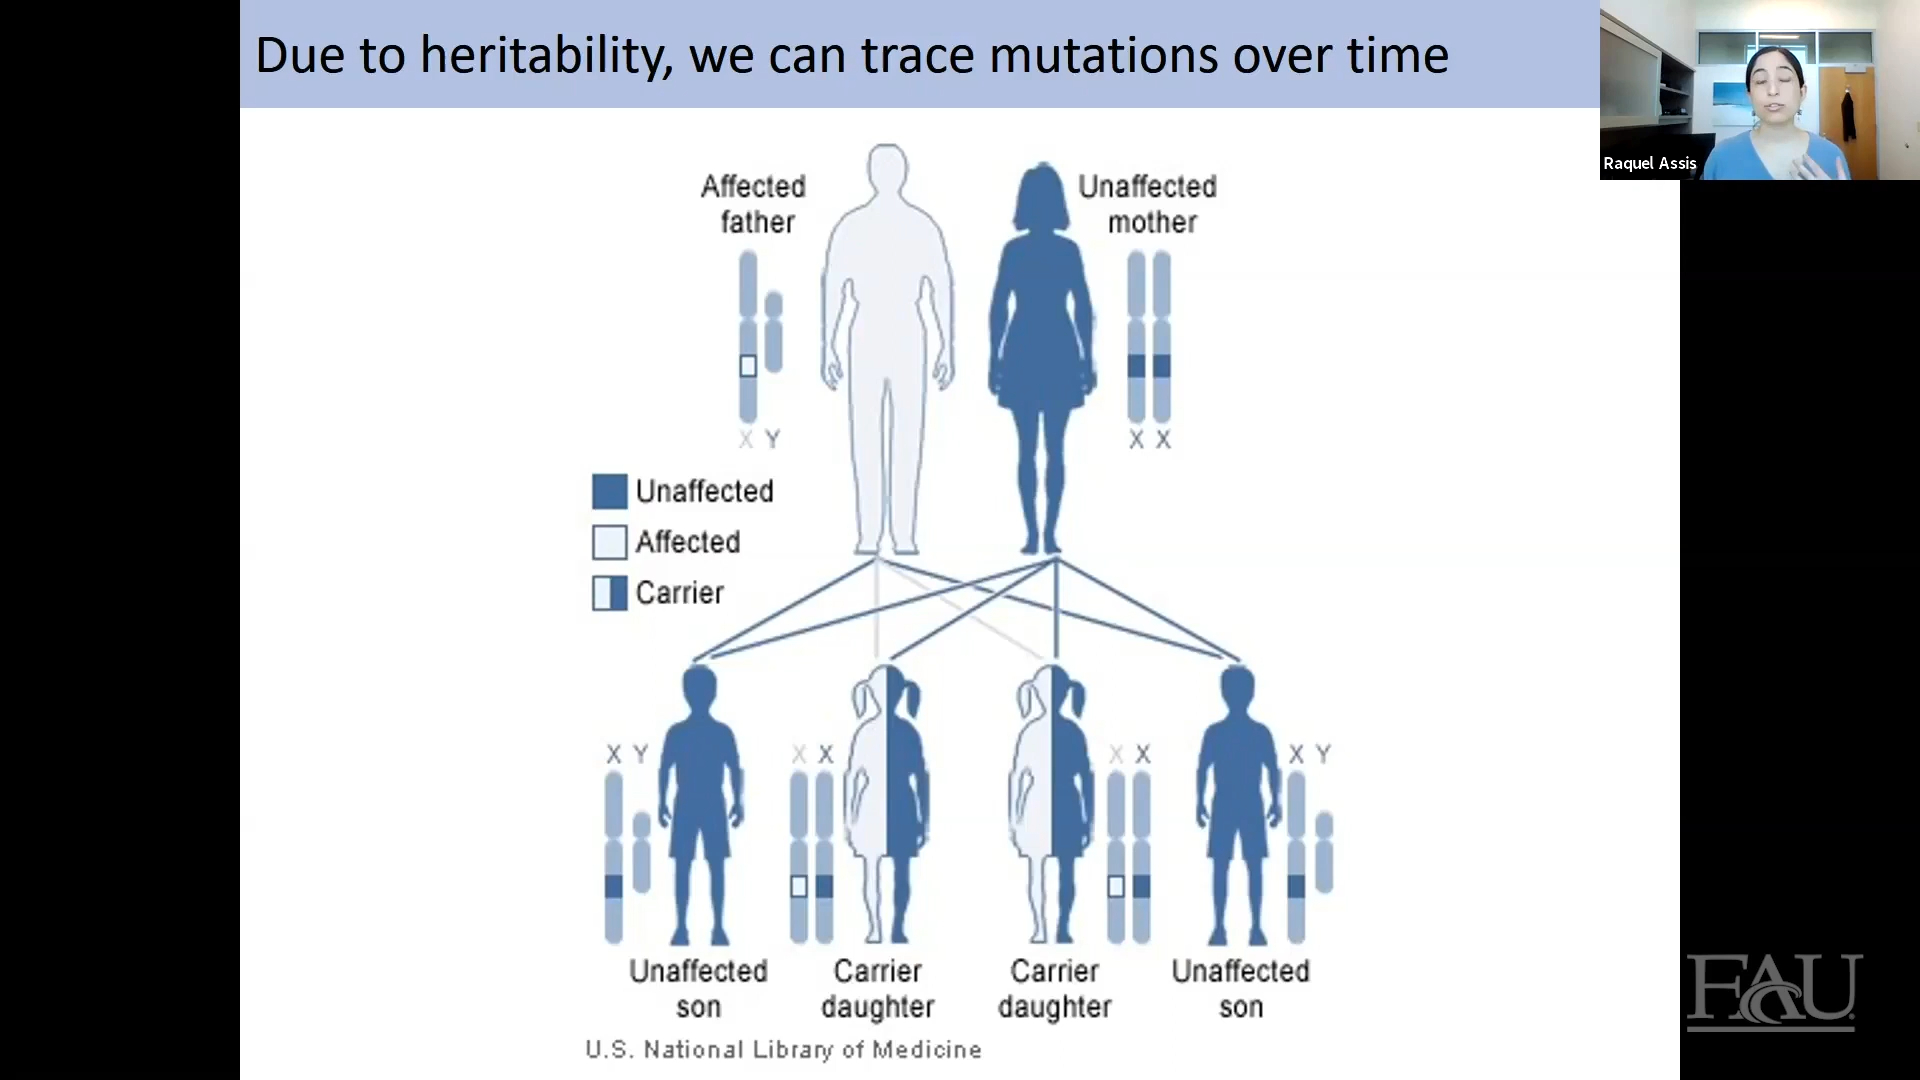 Due to heritability, we can trace mutations over time
Raquel Assis
Affected
father
Unaffected
mother
X Y
X X
Unaffected
Affected
Carrier
X Y
X X
X X
X Y
Unaffected
son
Carrier
daughter
Carrier
daughter
Unaffected
son
U.S. National Library of Medicine
FAU